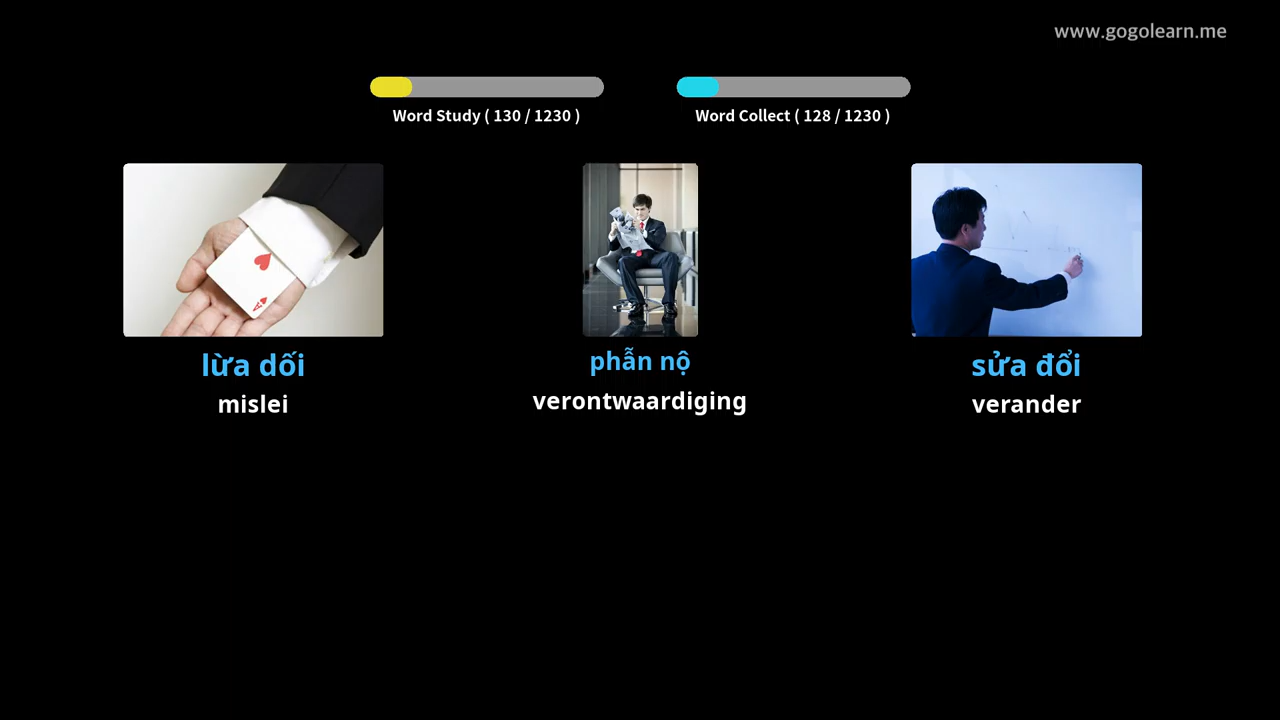 www.gogolearn.me
Word Study ( 130 / 1230 )
Word Collect ( 128 / 1230 )
lừa dối
mislei
phẫn nộ
verontwaardiging
sửa đổi
verander